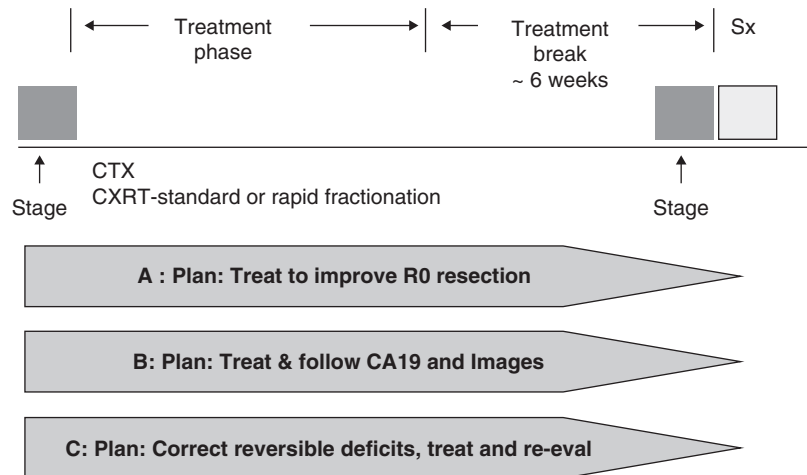 Treatment
phase
Treatment
break
~ 6 weeks
Sx
Stage
CTX
CXRT-standard or rapid fractionation
Stage
A : Plan: Treat to improve R0 resection
B: Plan: Treat & follow CA19 and Images
C: Plan: Correct reversible deficits, treat and re-eval